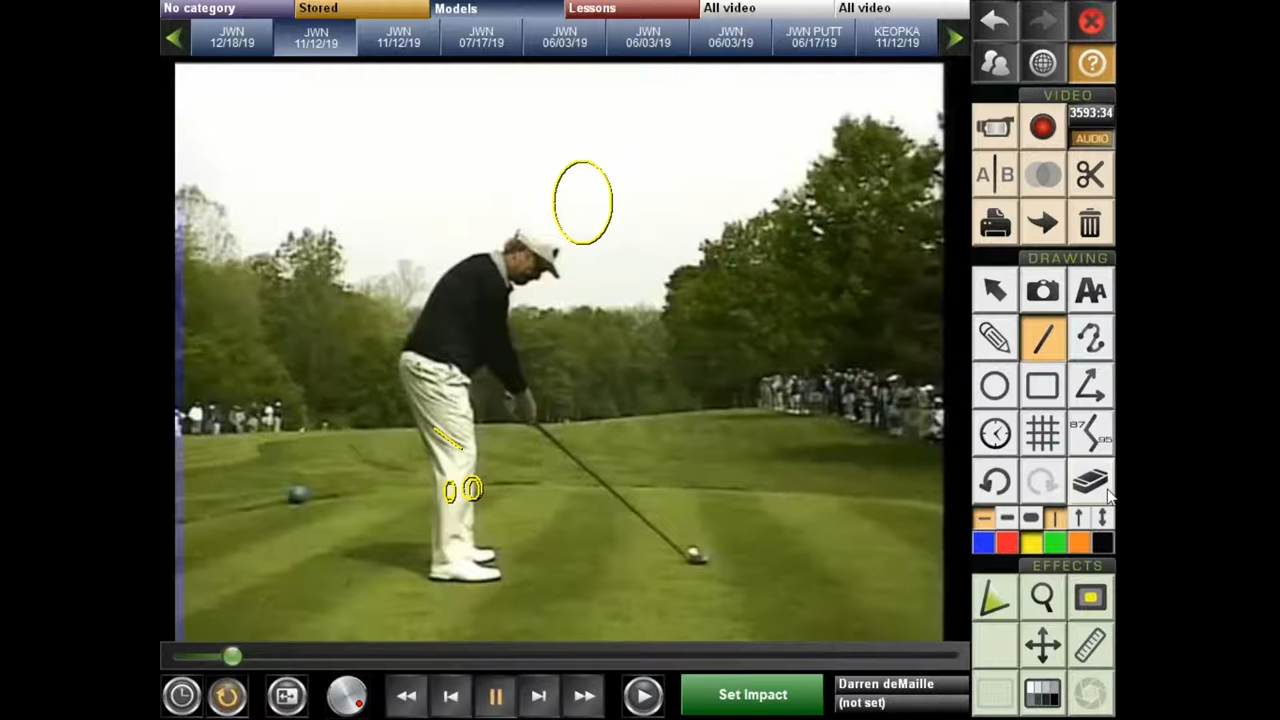 No category
Stored
Models
Lessons
All video
All video
JWN
12/18/19
JWN
11/12/19
JWN
11/12/19
JWN
07/17/19
JWN
06/03/19
JWN
06/03/19
JWN
06/03/19
JWN PUTT
06/17/19
KEOPKA
11/12/19
?
VIDEO
3593:34
AUDIO
A|B
DRAWING
AA
87
95
EFFECTS
Set Impact
Darren deMaille
(not set)